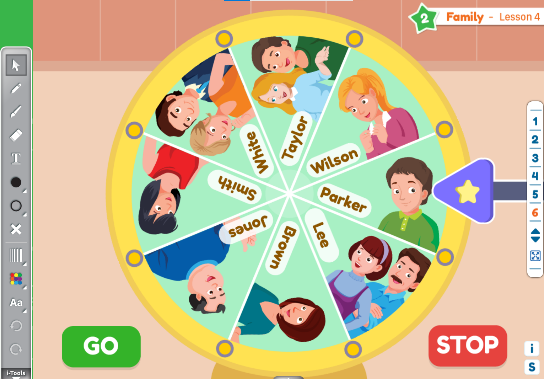 2 Family - Lesson 4
White
Taylor
Wilson
Parker
Lee
Brown
Jones
Smith
GO
STOP
1
2
3
4
5
6
T
Aa
i-Tools
i
S